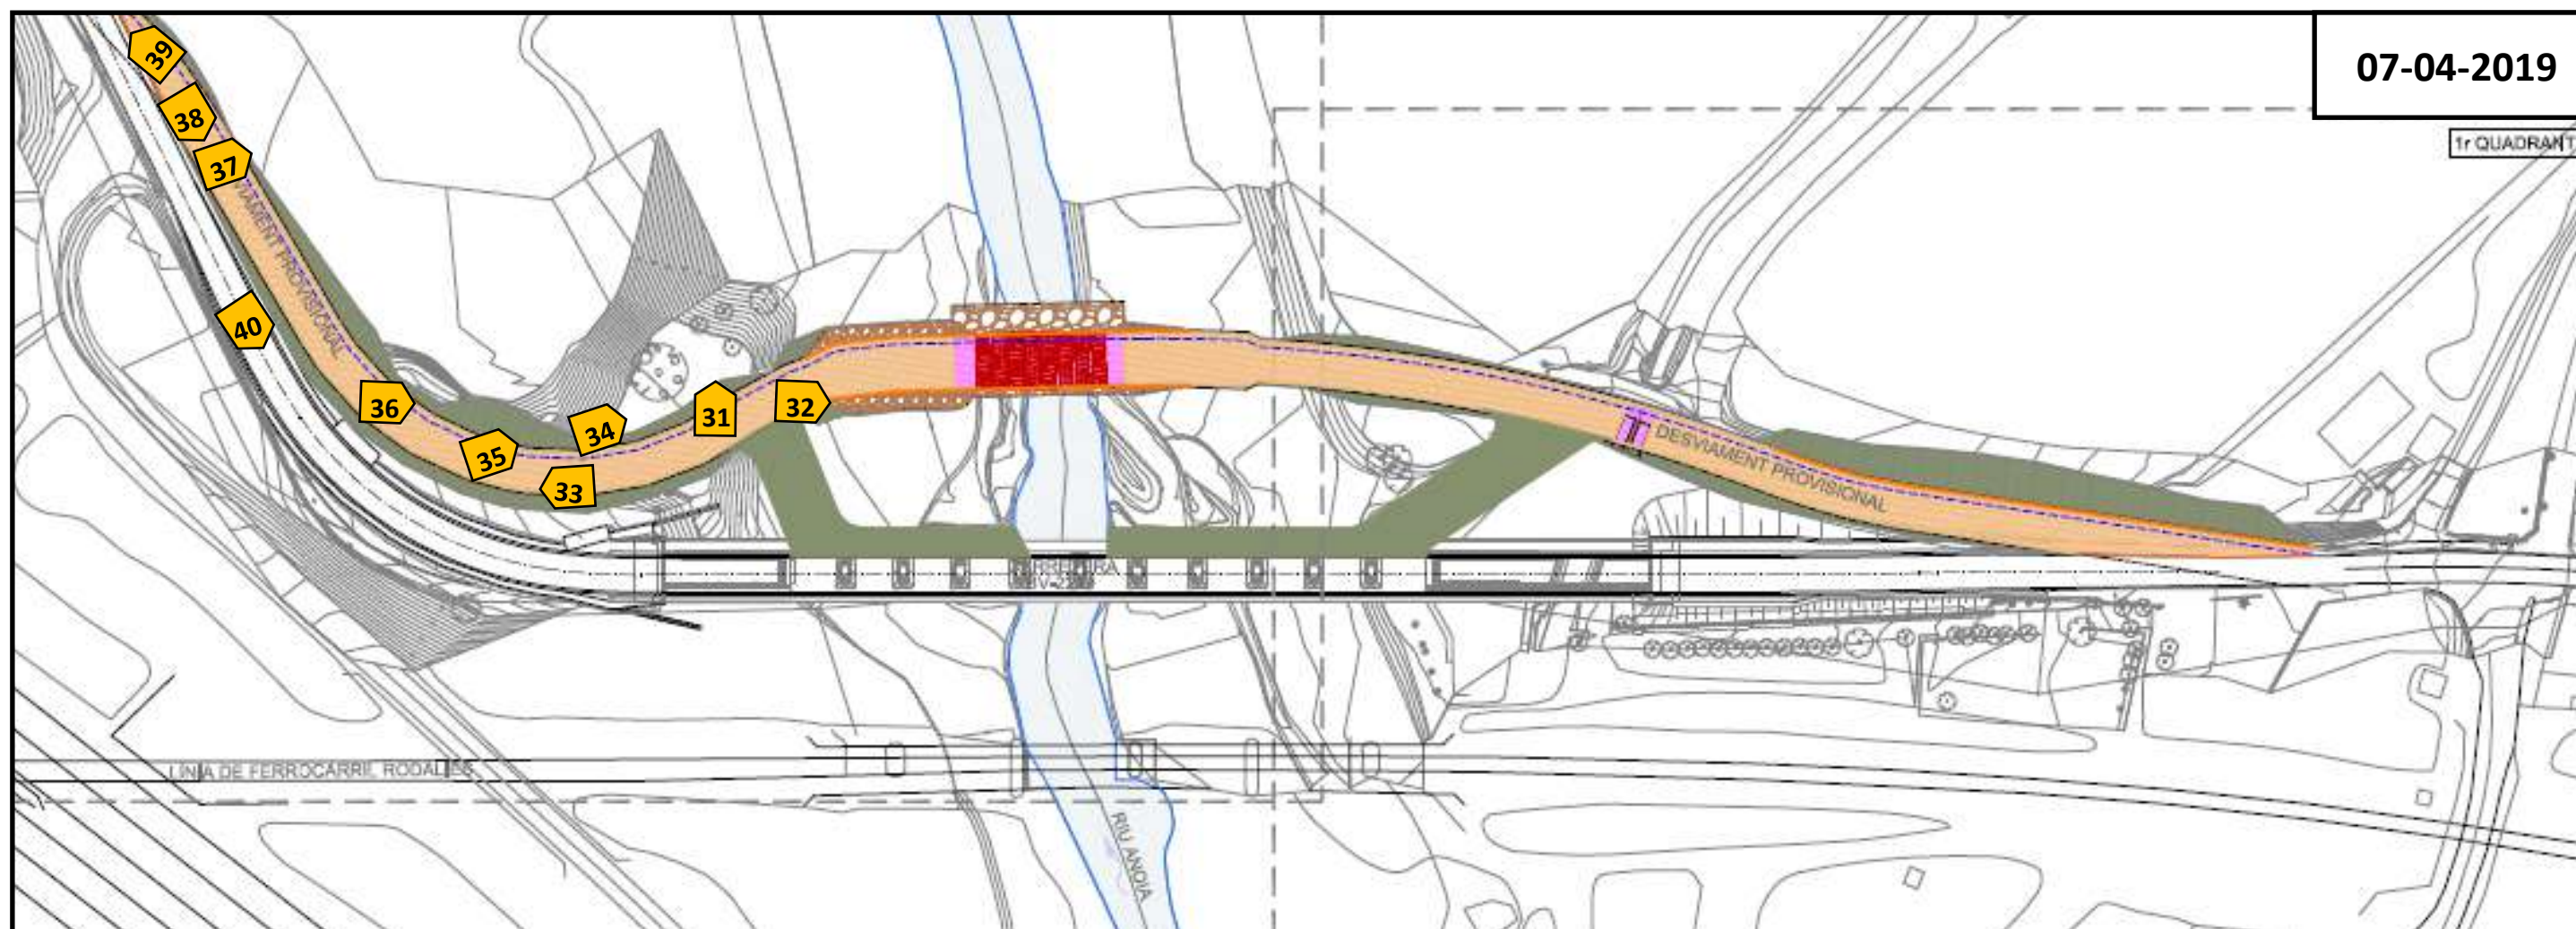 39
07-04-2019
38
1r QUADRANT
37
DESVIAMENT PROVISIONAL
40
36
31
32
34
35
DESVIAMENT PROVISIONAL
33
LÍNIA DE FERROCARRIL RODALIES
RIU ANOIA